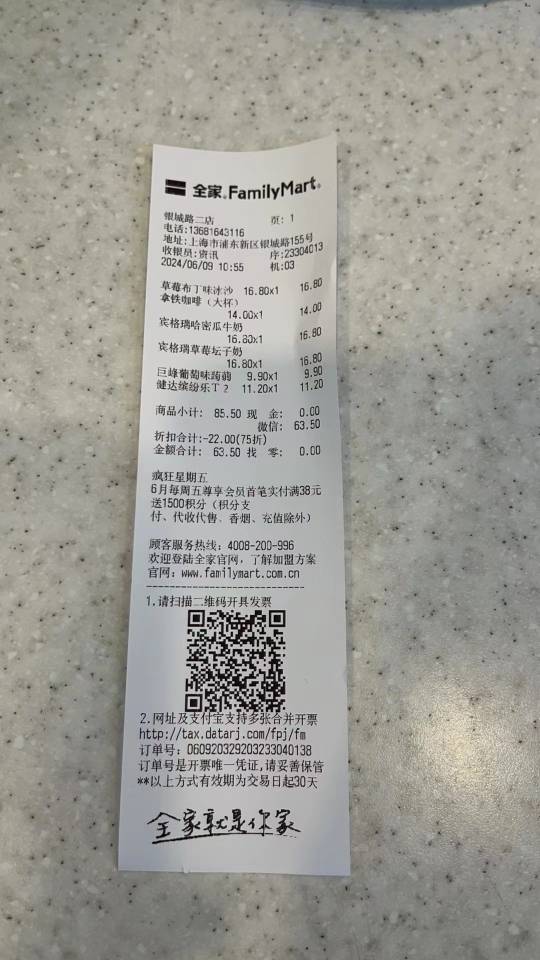 全家®FamilyMart®
银城路二店 页: 1
电话:13681643116
地址:上海市浦东新区银城路155号
收银员:资讯 序:23304013
2024/06/09 10:55 机:03
草莓布丁味冰沙 16.80x1 16.80
拿铁咖啡（大杯）
14.00x1 14.00
宾格瑞哈密瓜牛奶
16.80x1 16.80
宾格瑞草莓坛子奶
16.80x1 16.80
巨峰葡萄味蒟蒻 9.90x1 9.90
健达缤纷乐T2 11.20x1 11.20
商品小计: 85.50 现 金: 0.00
微信: 63.50
折扣合计:-22.00(75折)
金额合计: 63.50 找 零: 0.00
疯狂星期五
6月每周五尊享会员首笔实付满38元
送1500积分（积分支
付、代收代售、香烟、充值除外）
顾客服务热线: 4008-200-996
欢迎登陆全家官网,了解加盟方案
官网: www.familymart.com.cn
------------------------------
1.请扫描二维码开具发票
2.网址及支付宝支持多张合并开票
http://tax.datarj.com/fpj/fm
订单号: 0609203292032330401​38
订单号是开票唯一凭证,请妥善保管
**以上方式有效期为交易日起30天
全家就是你家